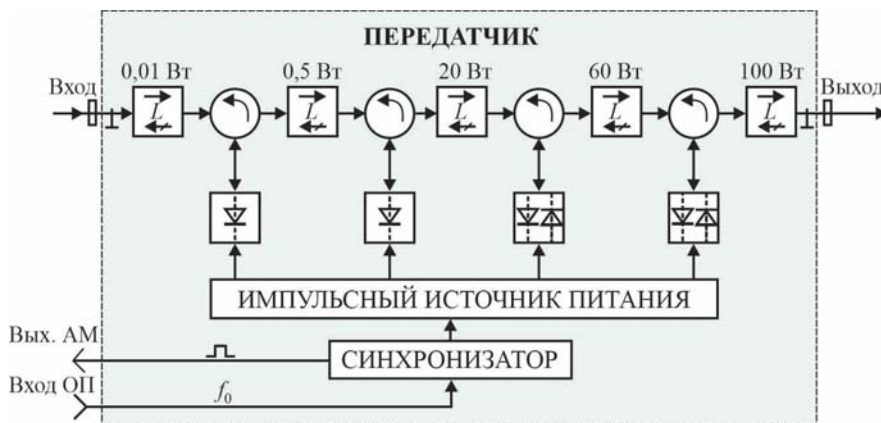 ПЕРЕДАТЧИК
Вход
0,01 Вт
0,5 Вт
20 Вт
60 Вт
100 Вт
Выход
L
L
L
L
L
ИМПУЛЬСНЫЙ ИСТОЧНИК ПИТАНИЯ
Вых. АМ
СИНХРОНИЗАТОР
Вход ОП
f₀